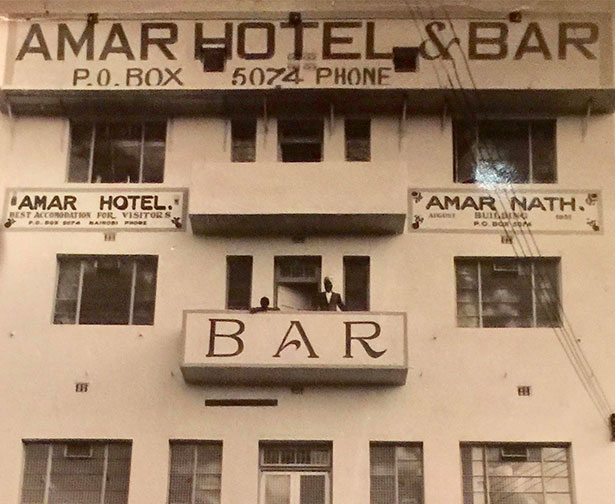 AMAR HOTEL & BAR
P.O. BOX 5074 PHONE
AMAR HOTEL.
BEST ACCOMODATION FOR VISITORS
P.O. BOX 5074 NAIROBI PHONE
AMAR NATH.
AUGUST BUILDING
P.O. BOX 5074
BAR